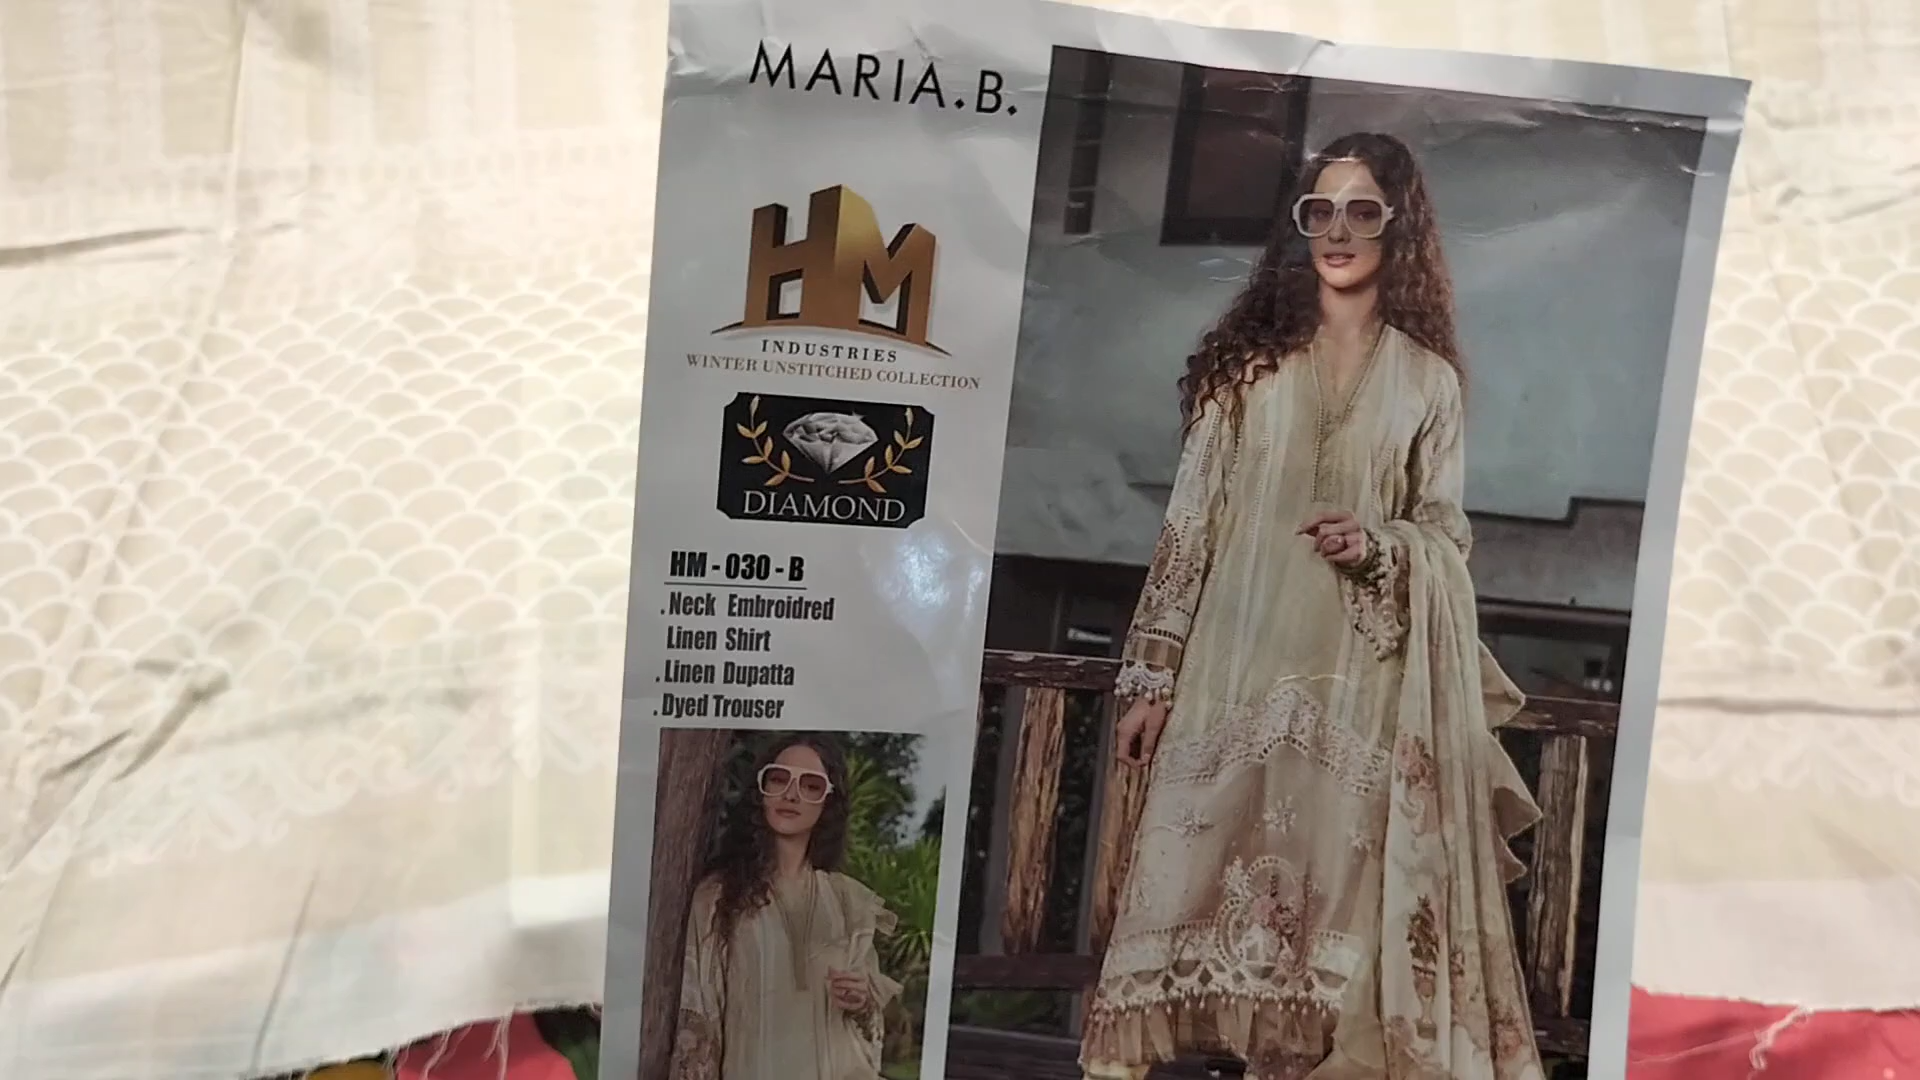 MARIA.B.
HM
INDUSTRIES
WINTER UNSTITCHED COLLECTION
DIAMOND
HM - 030 - B
.Neck Embroidred
Linen Shirt
.Linen Dupatta
.Dyed Trouser